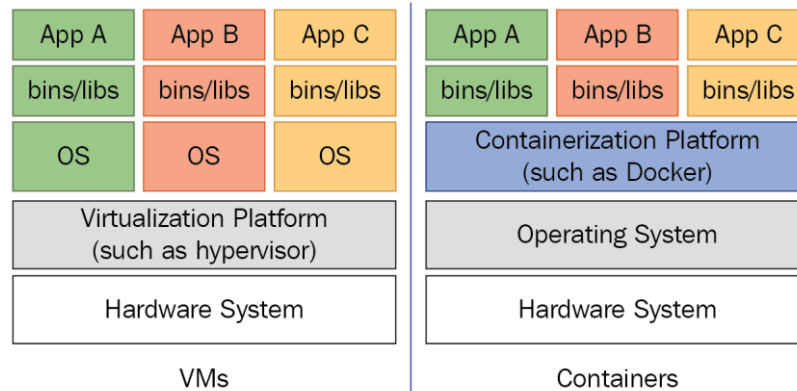 App A
App B
App C
bins/libs
bins/libs
bins/libs
OS
OS
OS
Virtualization Platform
(such as hypervisor)
Hardware System
VMs
App A
App B
App C
bins/libs
bins/libs
bins/libs
Containerization Platform
(such as Docker)
Operating System
Hardware System
Containers